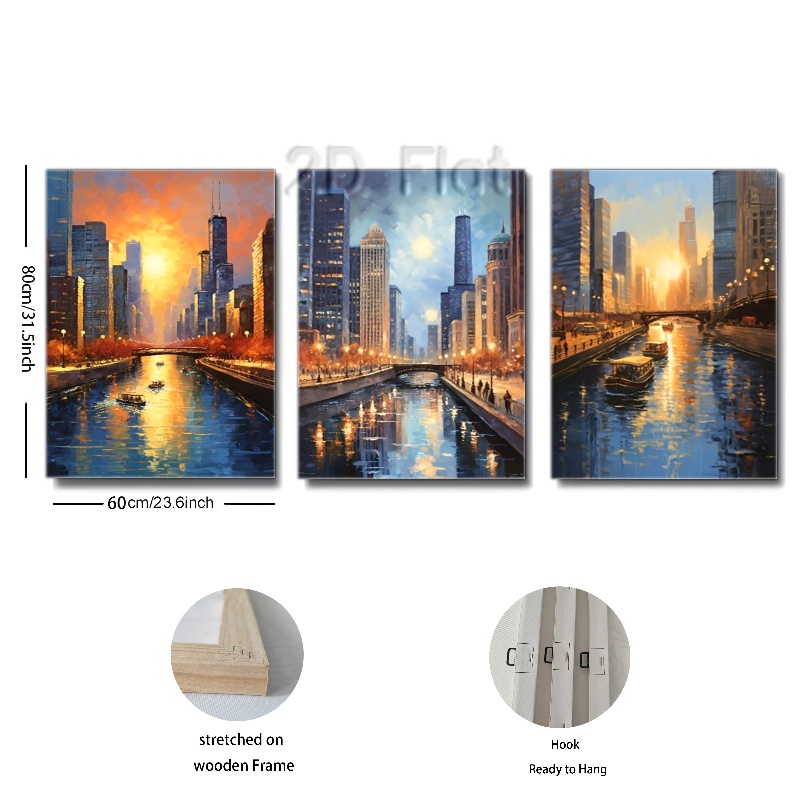 2D Flat
80cm/31.5inch
60cm/23.6inch
stretched on
wooden Frame
Hook
Ready to Hang